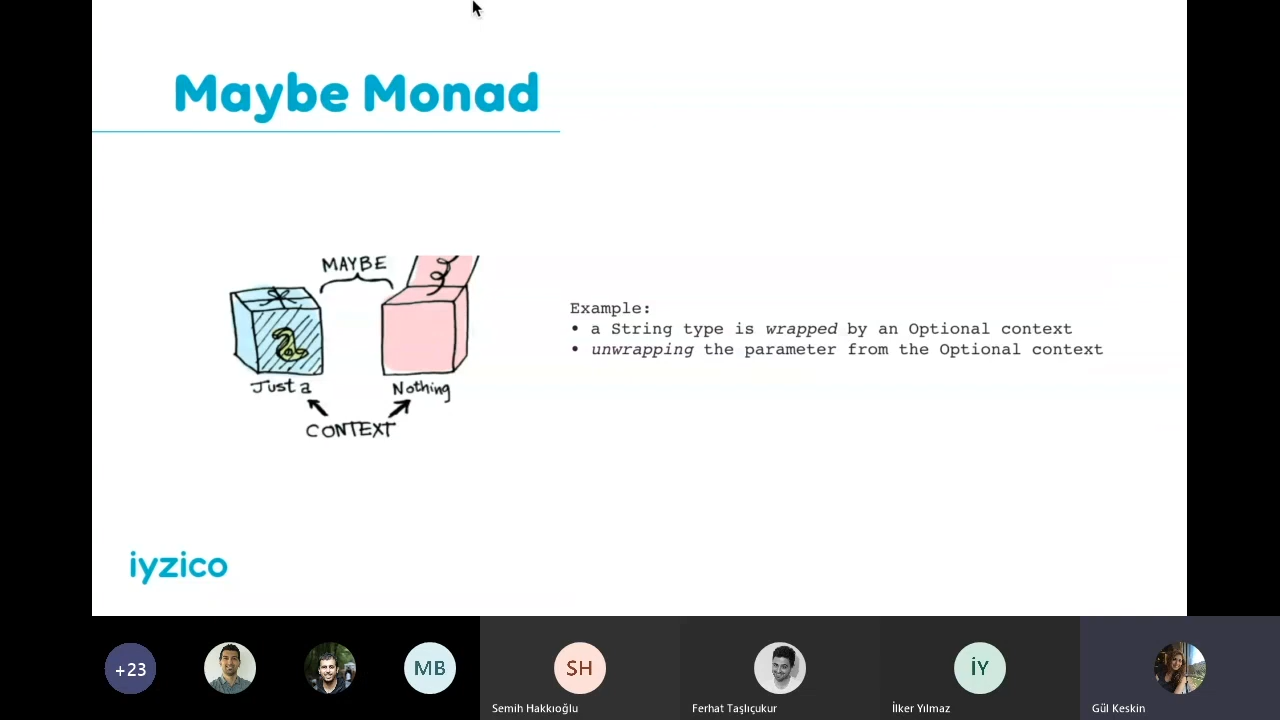 Maybe Monad
MAYBE
a
Just a
Nothing
CONTEXT
Example:
• a String type is wrapped by an Optional context
• unwrapping the parameter from the Optional context
iyzico
+23
MB
SH
İY
Semih Hakkıoğlu
Ferhat Taşlıçukur
İlker Yılmaz
Gül Keskin